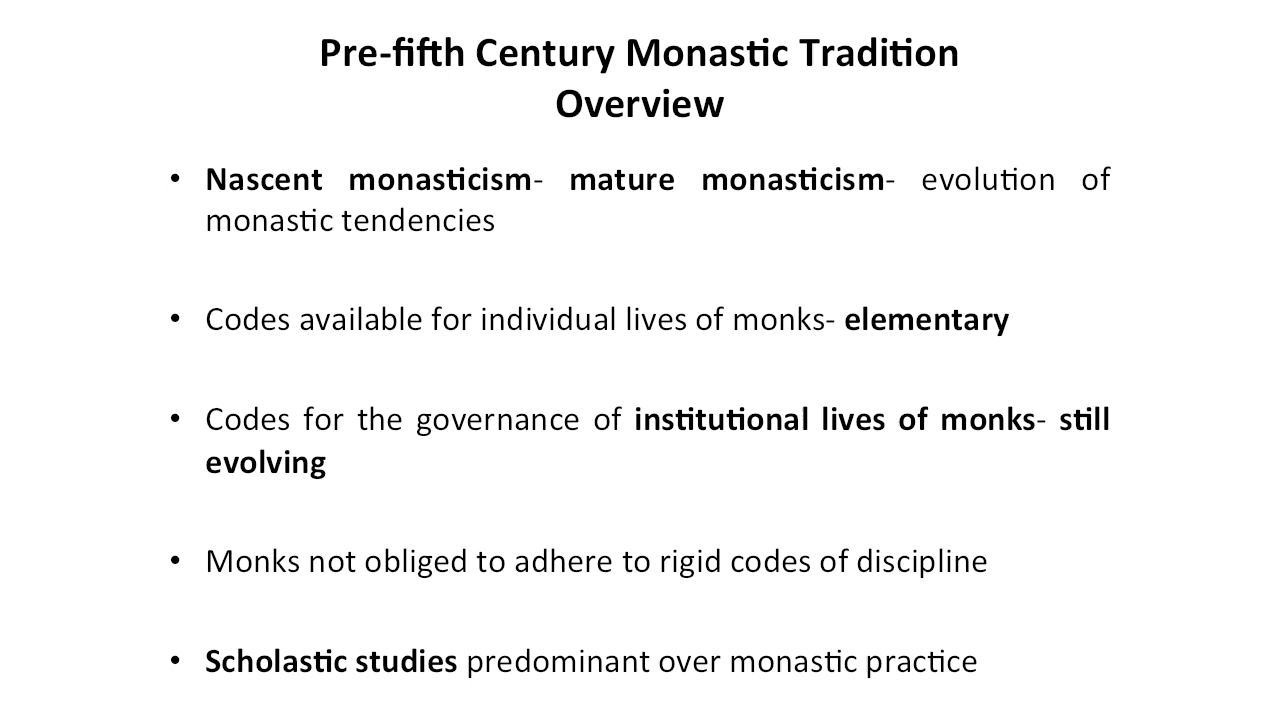 Pre-fifth Century Monastic Tradition
Overview
• Nascent monasticism- mature monasticism- evolution of
monastic tendencies
• Codes available for individual lives of monks- elementary
• Codes for the governance of institutional lives of monks- still
evolving
• Monks not obliged to adhere to rigid codes of discipline
• Scholastic studies predominant over monastic practice